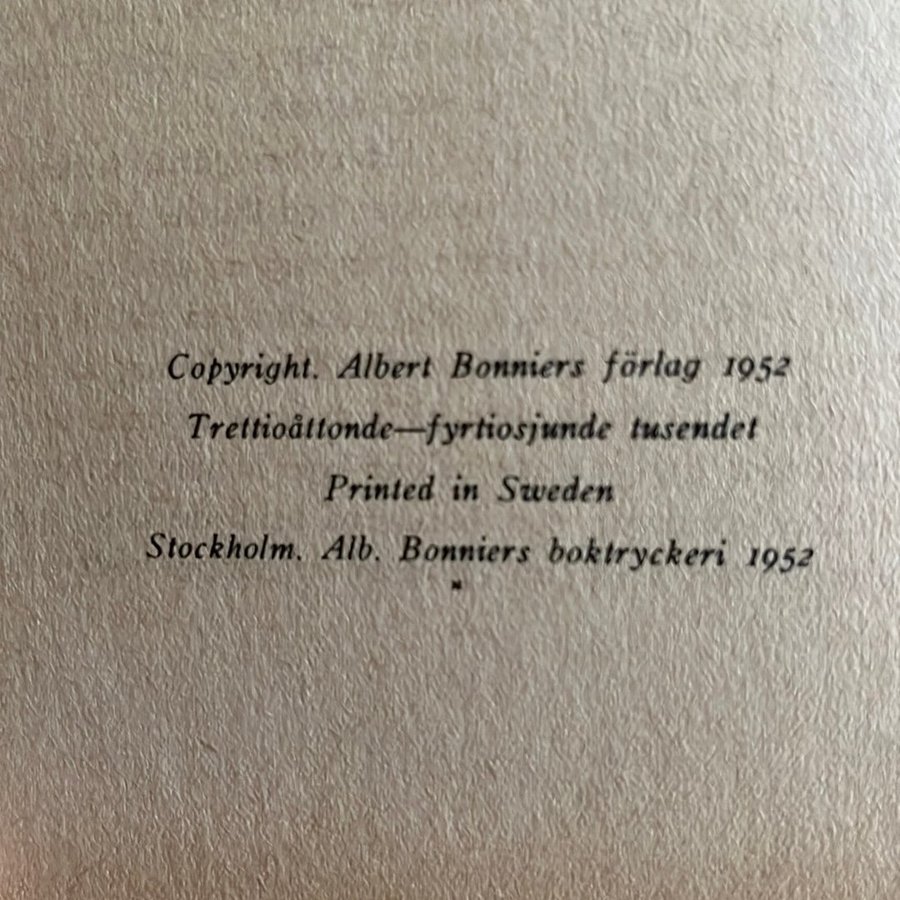 Copyright. Albert Bonniers förlag 1952
Trettioåttonde—fyrtiosjunde tusendet
Printed in Sweden
Stockholm. Alb. Bonniers boktryckeri 1952